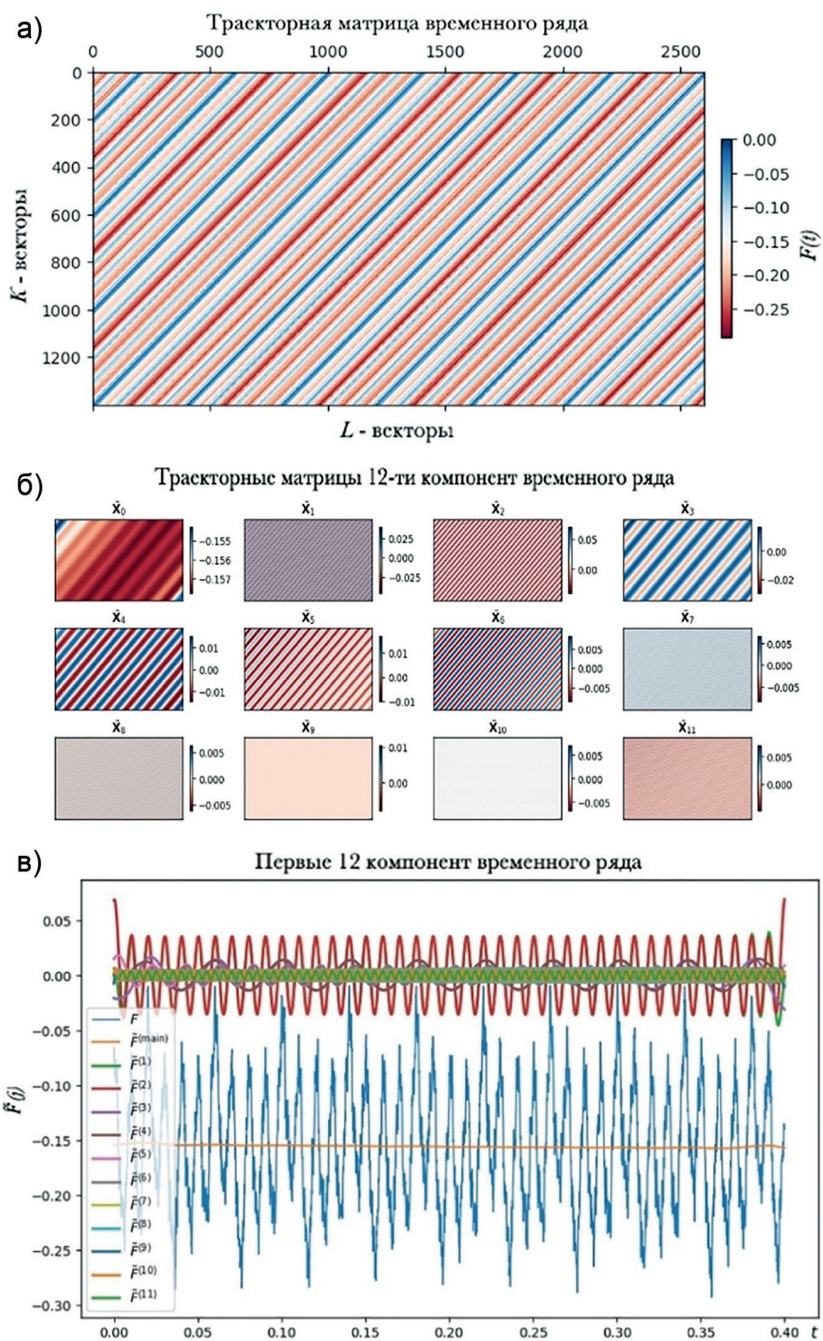 а)
Траекторная матрица временного ряда
0 500 1000 1500 2000 2500
0
200
400
600
800
1000
1200
K - векторы
L - векторы
0.00
−0.05
−0.10
−0.15
−0.20
−0.25
F(t)
б)
Траекторные матрицы 12-ти компонент временного ряда
X̃₀ X̃₁ X̃₂ X̃₃
−0.155
−0.156
−0.157
0.025
0.000
−0.025
0.05
0.00
0.00
−0.02
X̃₄ X̃₅ X̃₆ X̃₇
0.01
0.00
−0.01
0.01
0.00
−0.01
0.005
0.000
−0.005
0.005
0.000
−0.005
X̃₈ X̃₉ X̃₁₀ X̃₁₁
0.005
0.000
−0.005
0.01
0.00
0.005
0.000
−0.005
0.005
0.000
в)
Первые 12 компонент временного ряда
0.05
0.00
−0.05
−0.10
−0.15
−0.20
−0.25
−0.30
F̃(j)
F
F̃(main)
F̃(1)
F̃(2)
F̃(3)
F̃(4)
F̃(5)
F̃(6)
F̃(7)
F̃(8)
F̃(9)
F̃(10)
F̃(11)
0.00 0.05 0.10 0.15 0.20 0.25 0.30 0.35 0.40 t